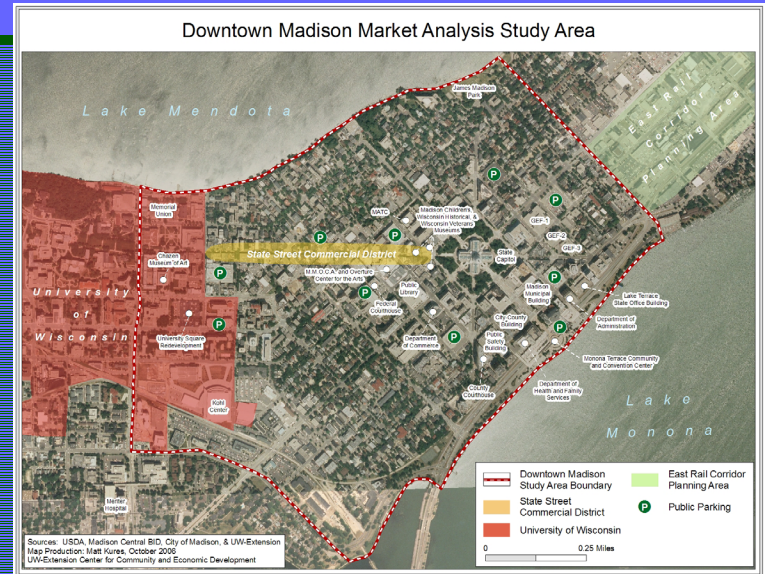 Downtown Madison Market Analysis Study Area
Lake Mendota
James Madison
Park
East Rail
Corridor
Planning Area
Memorial
Union
MATC
Madison Children's,
Wisconsin Historical, &
Wisconsin Veterans
Museums
GEF-1
GEF-2
GEF-3
Chazen
Museum of Art
State Street Commercial District
State
Capitol
M.M.O.C.A. and Overture
Center for the Arts
Public
Library
University
of
Wisconsin
Federal
Courthouse
Madison
Municipal
Building
Lake Terrace
State Office Building
University Square
Redevelopment
City County
Building
Department of
Administration
Department
of Commerce
Public
Safety
Building
Monona Terrace Community
and Convention Center
County
Courthouse
Department of
Health and Family
Services
Kohl
Center
Lake
Monona
Meriter
Hospital
P
P
P
P
P
P
P
P
P
P
Downtown Madison
Study Area Boundary
State Street
Commercial District
University of Wisconsin
East Rail Corridor
Planning Area
P
Public Parking
0
0.25 Miles
Sources: USDA, Madison Central BID, City of Madison, & UW-Extension
Map Production: Matt Kures, October 2006
UW-Extension Center for Community and Economic Development